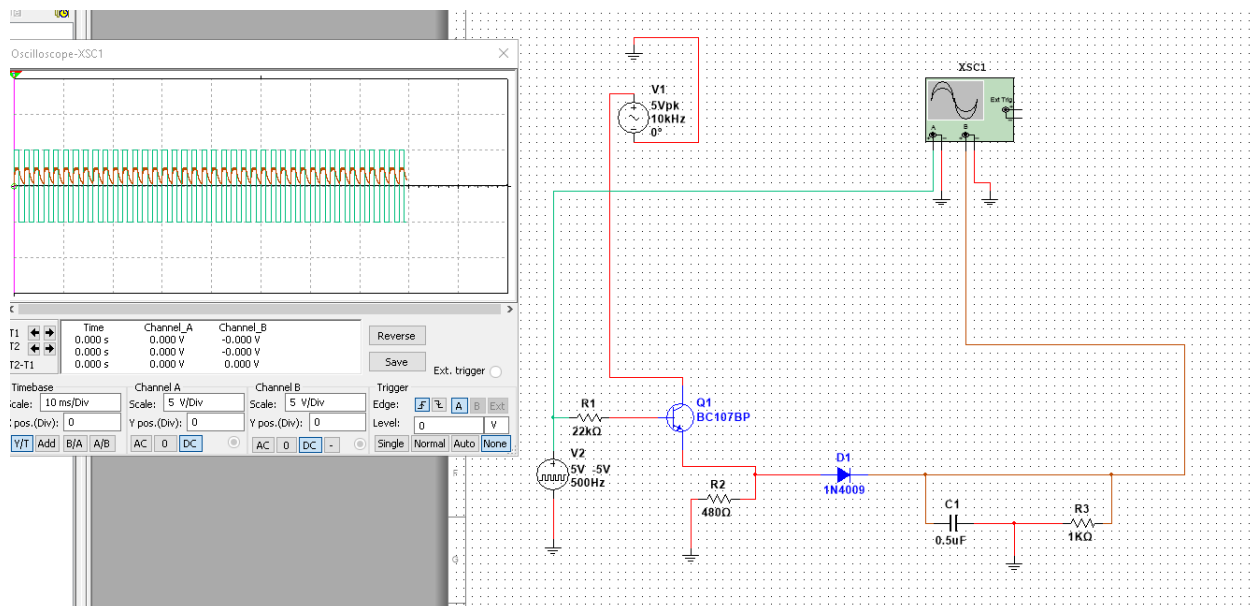 Oscilloscope-XSC1
T1
T2
T2-T1
Time Channel_A Channel_B
0.000 s 0.000 V -0.000 V
0.000 s 0.000 V -0.000 V
0.000 s 0.000 V 0.000 V
Reverse
Save
Ext. trigger
Timebase
Scale: 10 ms/Div
X pos.(Div): 0
Y/T Add B/A A/B
Channel A
Scale: 5 V/Div
Y pos.(Div): 0
AC 0 DC
Channel B
Scale: 5 V/Div
Y pos.(Div): 0
AC 0 DC -
Trigger
Edge: A B Ext
Level: 0 V
Single Normal Auto None
V1
5Vpk
10kHz
0°
XSC1
Ext Trig
A B
R1
22kΩ
Q1
BC107BP
V2
5V -5V
500Hz
R2
480Ω
D1
1N4009
C1
0.5uF
R3
1KΩ